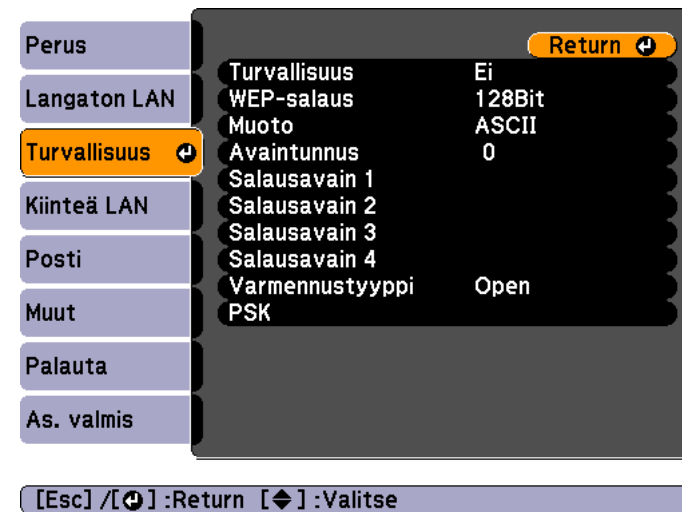 Perus
Langaton LAN
Turvallisuus
Kiinteä LAN
Posti
Muut
Palauta
As. valmis
Return
Turvallisuus Ei
WEP-salaus 128Bit
Muoto ASCII
Avaintunnus 0
Salausavain 1
Salausavain 2
Salausavain 3
Salausavain 4
Varmennustyyppi Open
PSK
[Esc] /[⏎] :Return [◆] :Valitse